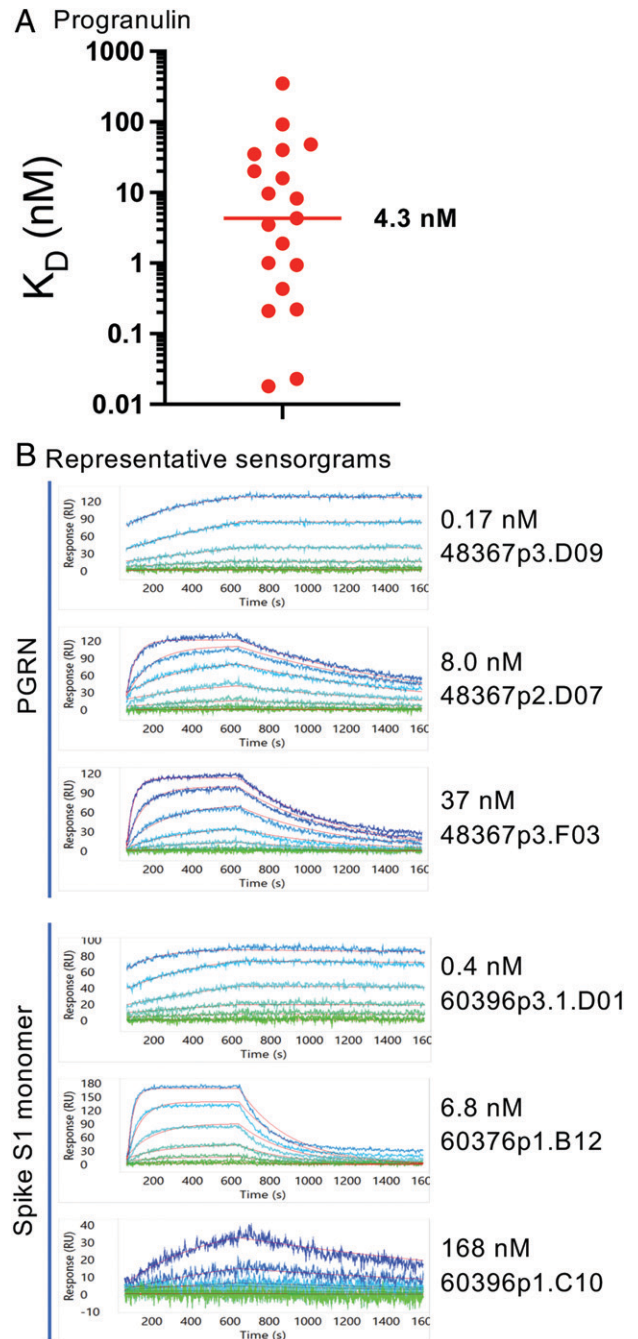 A Progranulin
1000
100
10
1
0.1
0.01
K_D (nM)
4.3 nM
B Representative sensorgrams
PGRN
Response (RU)
120
90
60
30
0
200 400 600 800 1000 1200 1400 160
Time (s)
0.17 nM
48367p3.D09
Response (RU)
120
90
60
30
0
200 400 600 800 1000 1200 1400 160
Time (s)
8.0 nM
48367p2.D07
Response (RU)
120
90
60
30
0
200 400 600 800 1000 1200 1400 160
Time (s)
37 nM
48367p3.F03
Spike S1 monomer
Response (RU)
100
80
60
40
20
0
200 400 600 800 1000 1200 1400 160
Time (s)
0.4 nM
60396p3.1.D01
Response (RU)
180
150
120
90
60
30
0
200 400 600 800 1000 1200 1400 160
Time (s)
6.8 nM
60376p1.B12
Response (RU)
40
30
20
10
0
-10
200 400 600 800 1000 1200 1400 160
Time (s)
168 nM
60396p1.C10